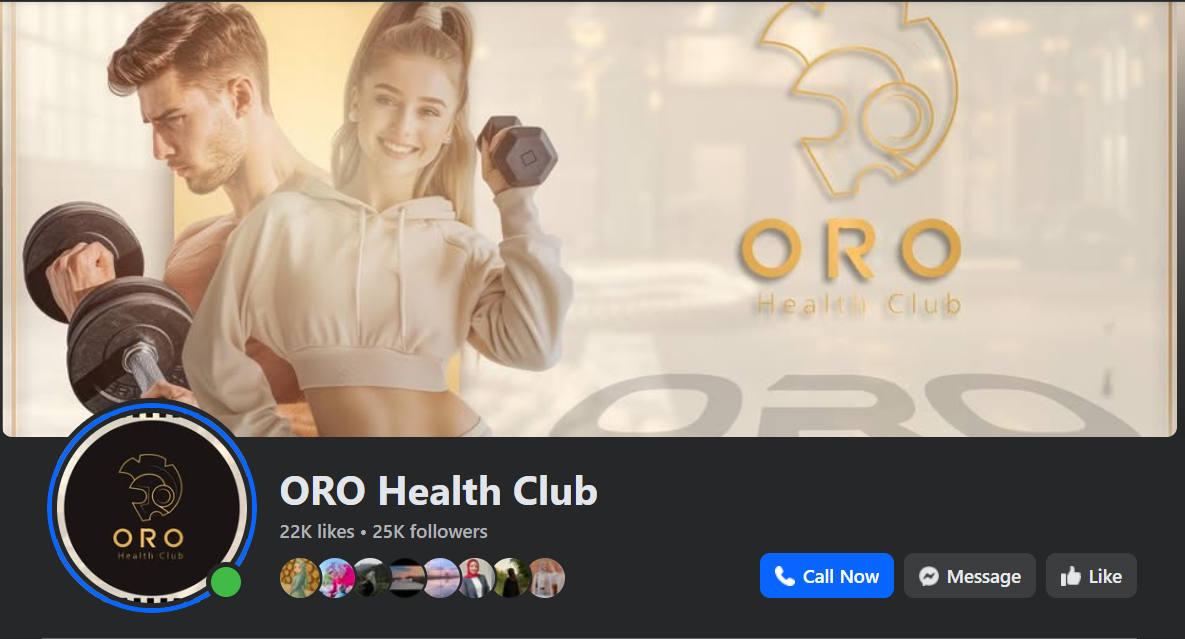 ORO
Health Club
ORO
ORO
Health Club
ORO Health Club
22K likes • 25K followers
Call Now
Message
Like